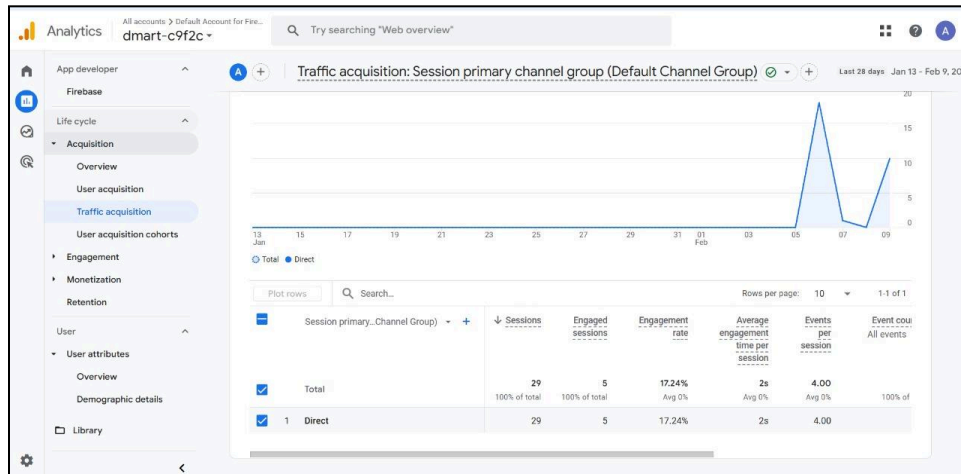 Analytics
All accounts > Default Account for Fire...
dmart-c9f2c
Try searching "Web overview"
A
App developer
Firebase
Life cycle
Acquisition
Overview
User acquisition
Traffic acquisition
User acquisition cohorts
Engagement
Monetization
Retention
User
User attributes
Overview
Demographic details
Library
A
Traffic acquisition: Session primary channel group (Default Channel Group)
Last 28 days Jan 13 - Feb 9, 20
20
15
10
5
0
13 15 17 19 21 23 25 27 29 31 01 03 05 07 09
Jan Feb
Total Direct
Plot rows Search... Rows per page: 10 1-1 of 1
Session primary...Channel Group) + ↓ Sessions Engaged sessions Engagement rate Average engagement time per session Events per session Event cou
All events
Total 29 5 17.24% 2s 4.00
100% of total 100% of total Avg 0% Avg 0% Avg 0% 100% of
1 Direct 29 5 17.24% 2s 4.00